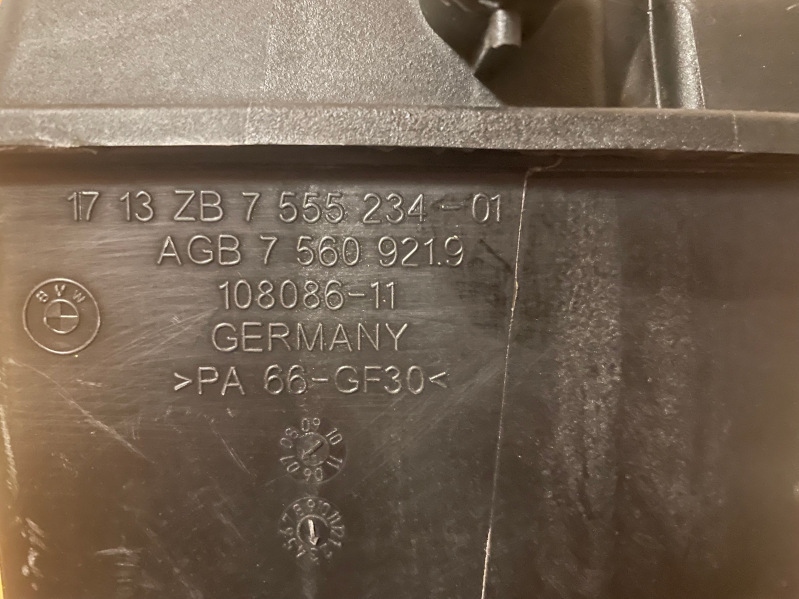 17 13 ZB 7 555 234-01
AGB 7 560 921.9
108086-11
BMW
GERMANY
>PA 66-GF30<